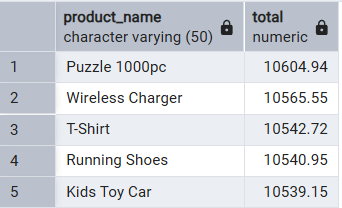 product_name total
character varying (50) numeric
1 Puzzle 1000pc 10604.94
2 Wireless Charger 10565.55
3 T-Shirt 10542.72
4 Running Shoes 10540.95
5 Kids Toy Car 10539.15